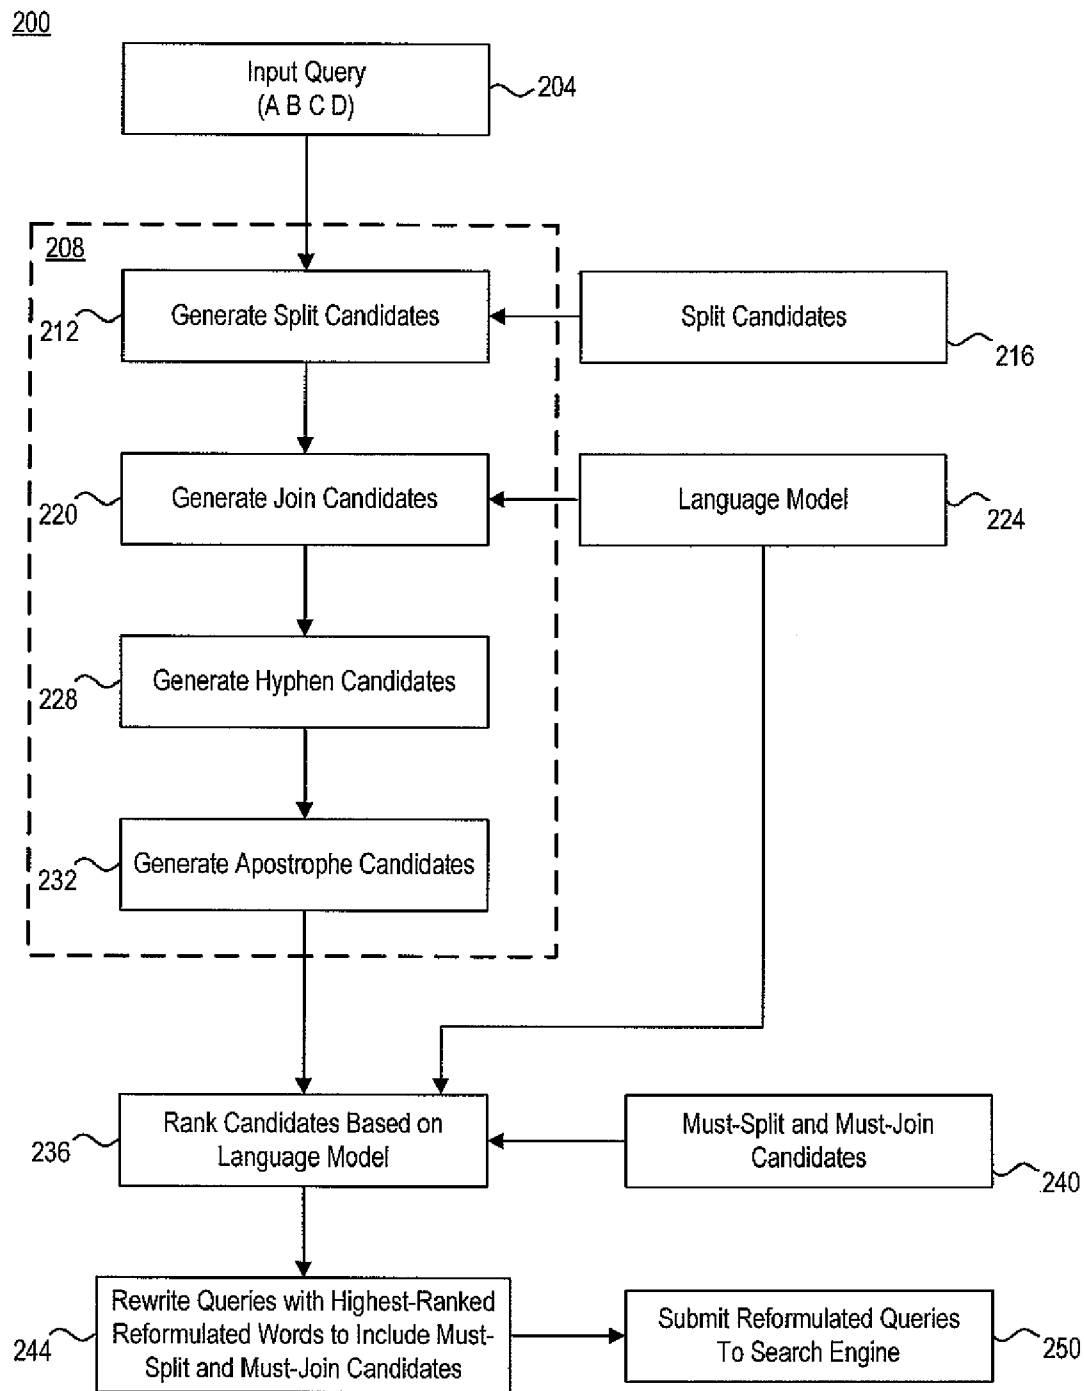 200
Input Query
(A B C D)
204
208
Generate Split Candidates
212
Split Candidates
216
Generate Join Candidates
220
Language Model
224
Generate Hyphen Candidates
228
Generate Apostrophe Candidates
232
Rank Candidates Based on
Language Model
236
Must-Split and Must-Join
Candidates
240
Rewrite Queries with Highest-Ranked
Reformulated Words to Include Must-
Split and Must-Join Candidates
244
Submit Reformulated Queries
To Search Engine
250